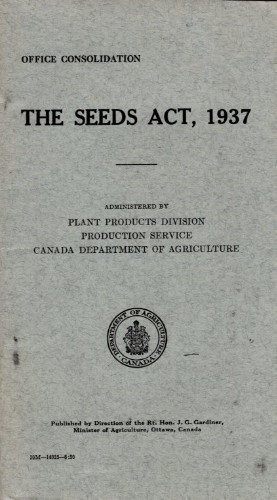 OFFICE CONSOLIDATION
THE SEEDS ACT, 1937
ADMINISTERED BY
PLANT PRODUCTS DIVISION
PRODUCTION SERVICE
CANADA DEPARTMENT OF AGRICULTURE
DEPARTMENT OF AGRICULTURE
CANADA
Published by Direction of the Rt. Hon. J. G. Gardiner,
Minister of Agriculture, Ottawa, Canada